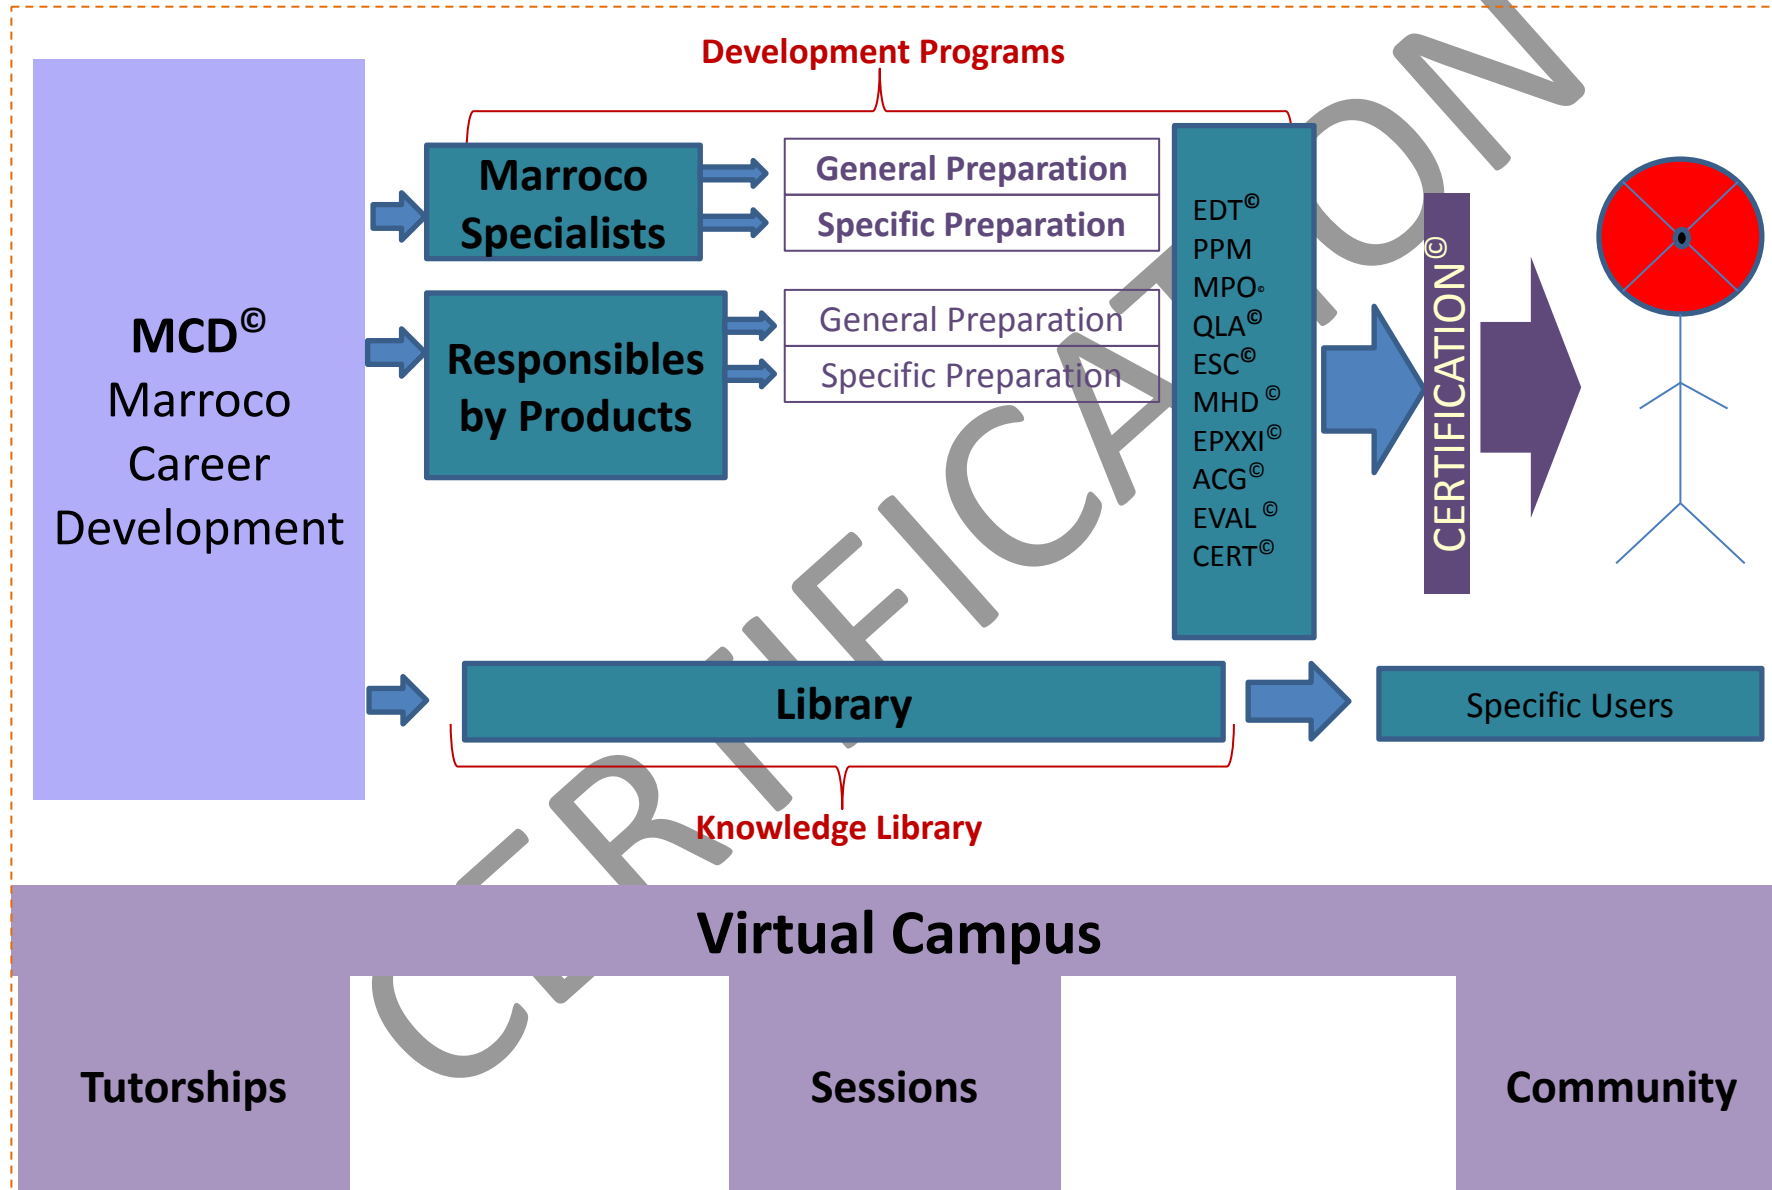 Development Programs
MCD©
Marroco
Career
Development
Marroco
Specialists
General Preparation
Specific Preparation
Responsibles
by Products
General Preparation
Specific Preparation
EDT©
PPM
MPO©
QLA©
ESC©
MHD ©
EPXXI©
ACG©
EVAL ©
CERT©
CERTIFICATION©
Library
Specific Users
Knowledge Library
CERTIFICATION
Virtual Campus
Tutorships
Sessions
Community